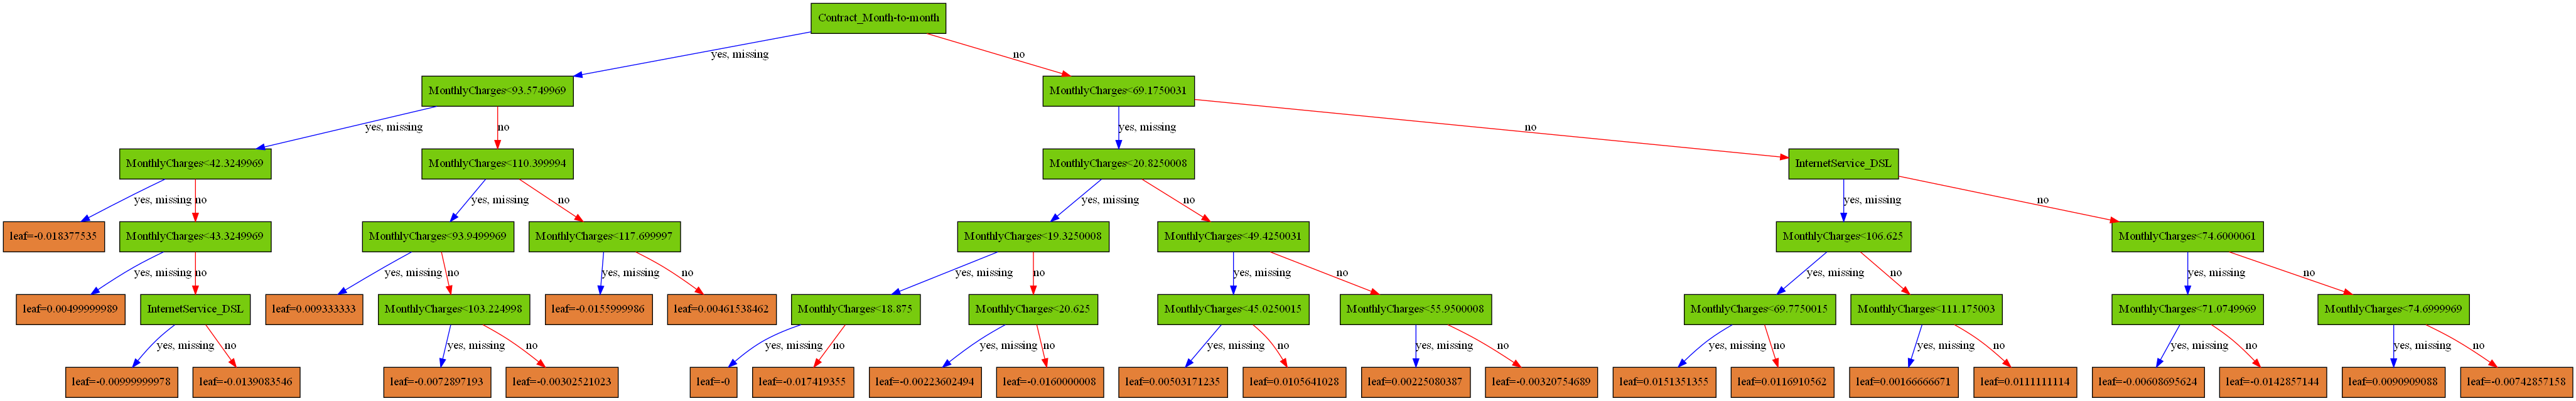 Contract_Month-to-month
yes, missing
no
MonthlyCharges<93.5749969
MonthlyCharges<69.1750031
yes, missing
no
yes, missing
no
MonthlyCharges<42.3249969
MonthlyCharges<110.399994
MonthlyCharges<20.8250008
InternetService_DSL
yes, missing
no
yes, missing
no
yes, missing
no
yes, missing
no
leaf=-0.018377535
MonthlyCharges<43.3249969
MonthlyCharges<93.9499969
MonthlyCharges<117.699997
MonthlyCharges<19.3250008
MonthlyCharges<49.4250031
MonthlyCharges<106.625
MonthlyCharges<74.6000061
yes, missing
no
yes, missing
no
yes, missing
no
yes, missing
no
yes, missing
no
yes, missing
no
yes, missing
no
leaf=0.00499999989
InternetService_DSL
leaf=0.009333333
MonthlyCharges<103.224998
leaf=-0.0155999986
leaf=0.00461538462
MonthlyCharges<18.875
MonthlyCharges<20.625
MonthlyCharges<45.0250015
MonthlyCharges<55.9500008
MonthlyCharges<69.7750015
MonthlyCharges<111.175003
MonthlyCharges<71.0749969
MonthlyCharges<74.6999969
yes, missing
no
yes, missing
no
yes, missing
no
yes, missing
no
yes, missing
no
yes, missing
no
yes, missing
no
yes, missing
no
yes, missing
no
yes, missing
no
leaf=-0.00999999978
leaf=-0.0139083546
leaf=-0.0072897193
leaf=-0.00302521023
leaf=-0
leaf=-0.017419355
leaf=-0.00223602494
leaf=-0.0160000008
leaf=0.00503171235
leaf=0.0105641028
leaf=0.00225080387
leaf=-0.00320754689
leaf=0.0151351355
leaf=0.0116910562
leaf=0.00166666671
leaf=0.0111111114
leaf=-0.00608695624
leaf=-0.0142857144
leaf=0.0090909088
leaf=-0.00742857158